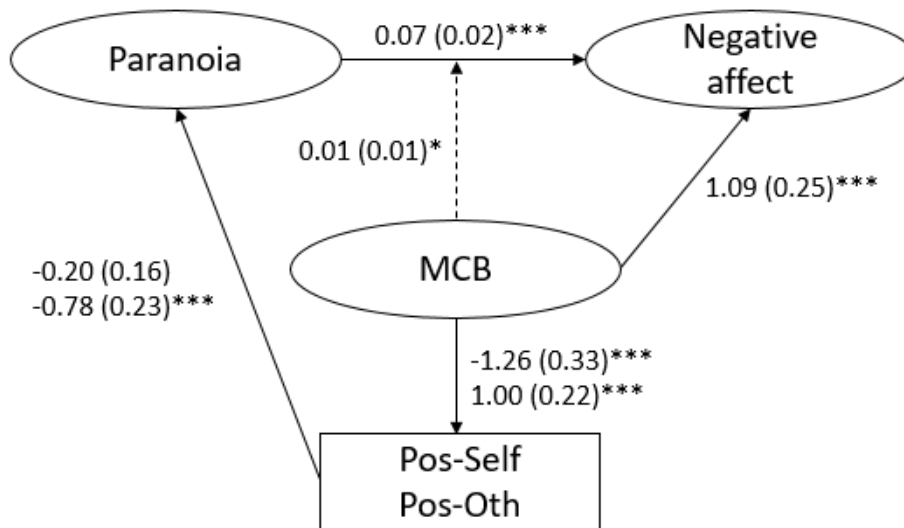 0.07 (0.02)***
Paranoia
Negative
affect
0.01 (0.01)*
1.09 (0.25)***
MCB
-0.20 (0.16)
-0.78 (0.23)***
-1.26 (0.33)***
1.00 (0.22)***
Pos-Self
Pos-Oth